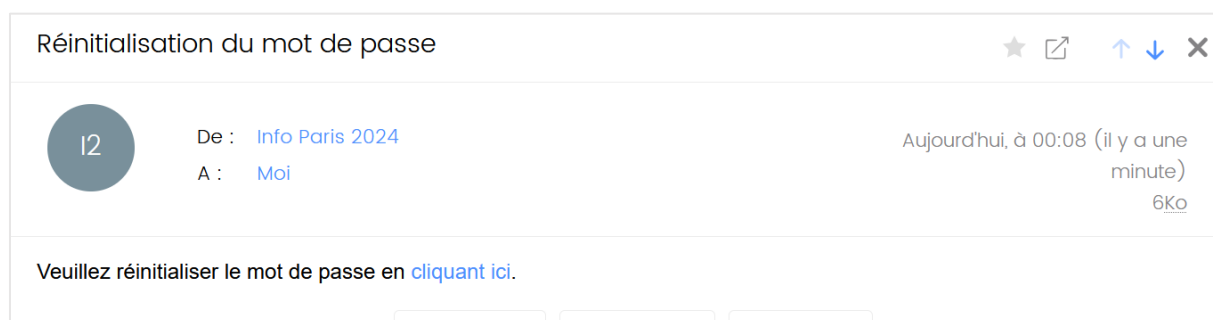 Réinitialisation du mot de passe
I2
De : Info Paris 2024
A : Moi
Aujourd'hui, à 00:08 (il y a une
minute)
6Ko
Veuillez réinitialiser le mot de passe en cliquant ici.